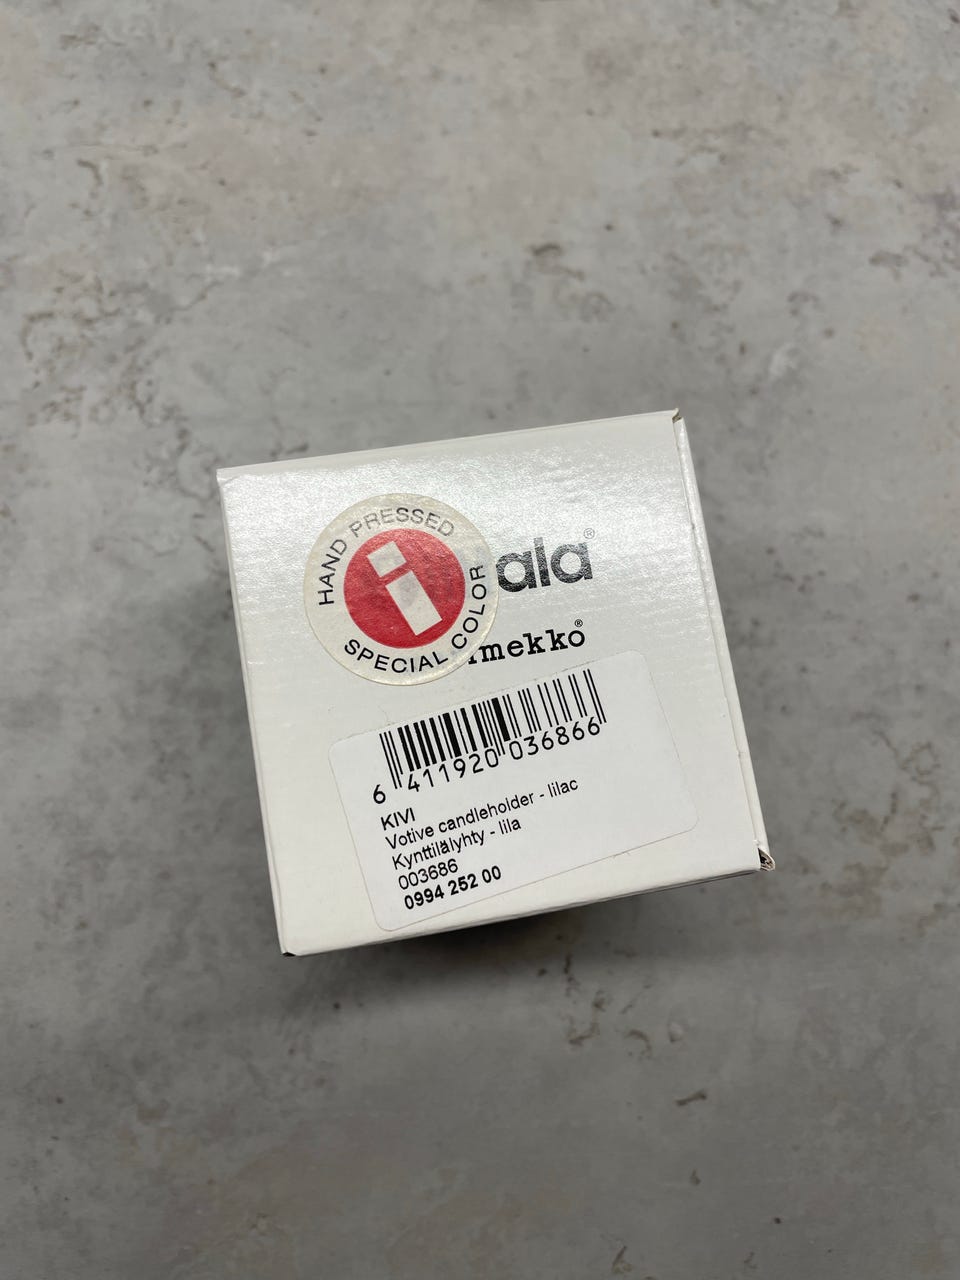 HAND PRESSED
SPECIAL COLOR
i
ala®
mekko®
6 411920 036866
KIVI
Votive candleholder - lilac
Kynttilälyhty - lila
003686
0994 252 00